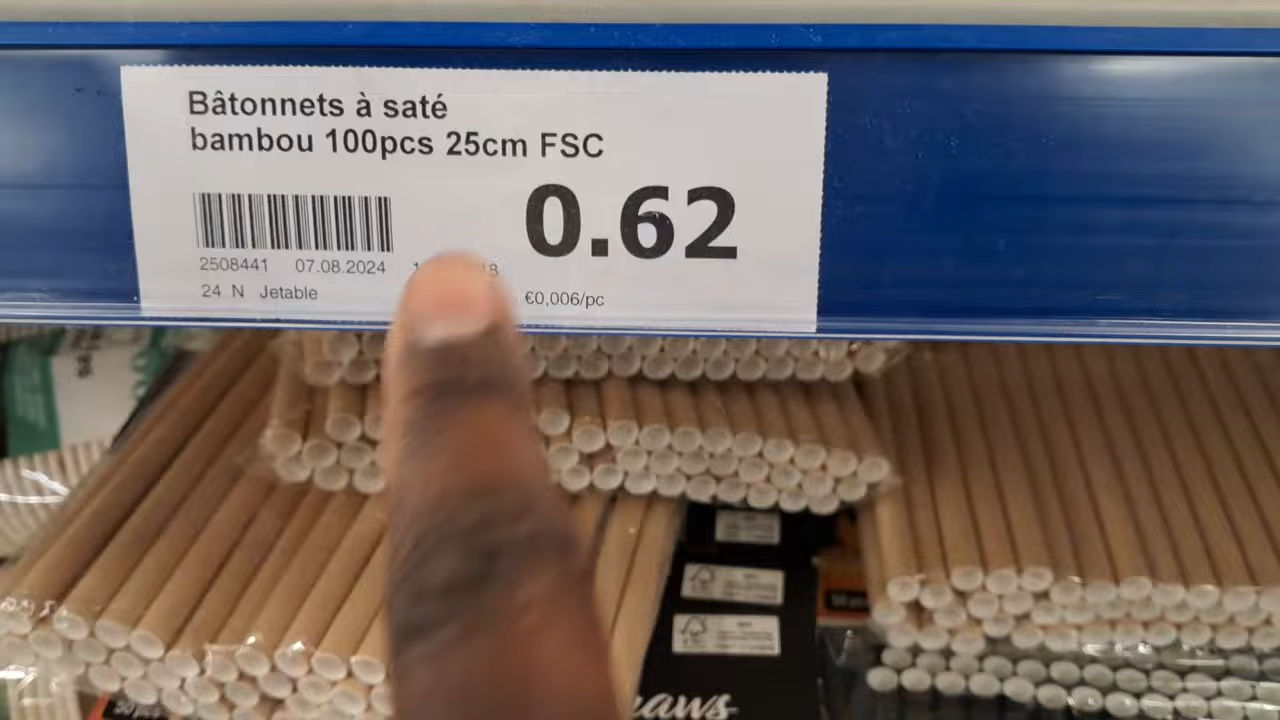 Bâtonnets à saté
bambou 100pcs 25cm FSC
0.62
2508441 07.08.2024
24 N Jetable
€0,006/pc